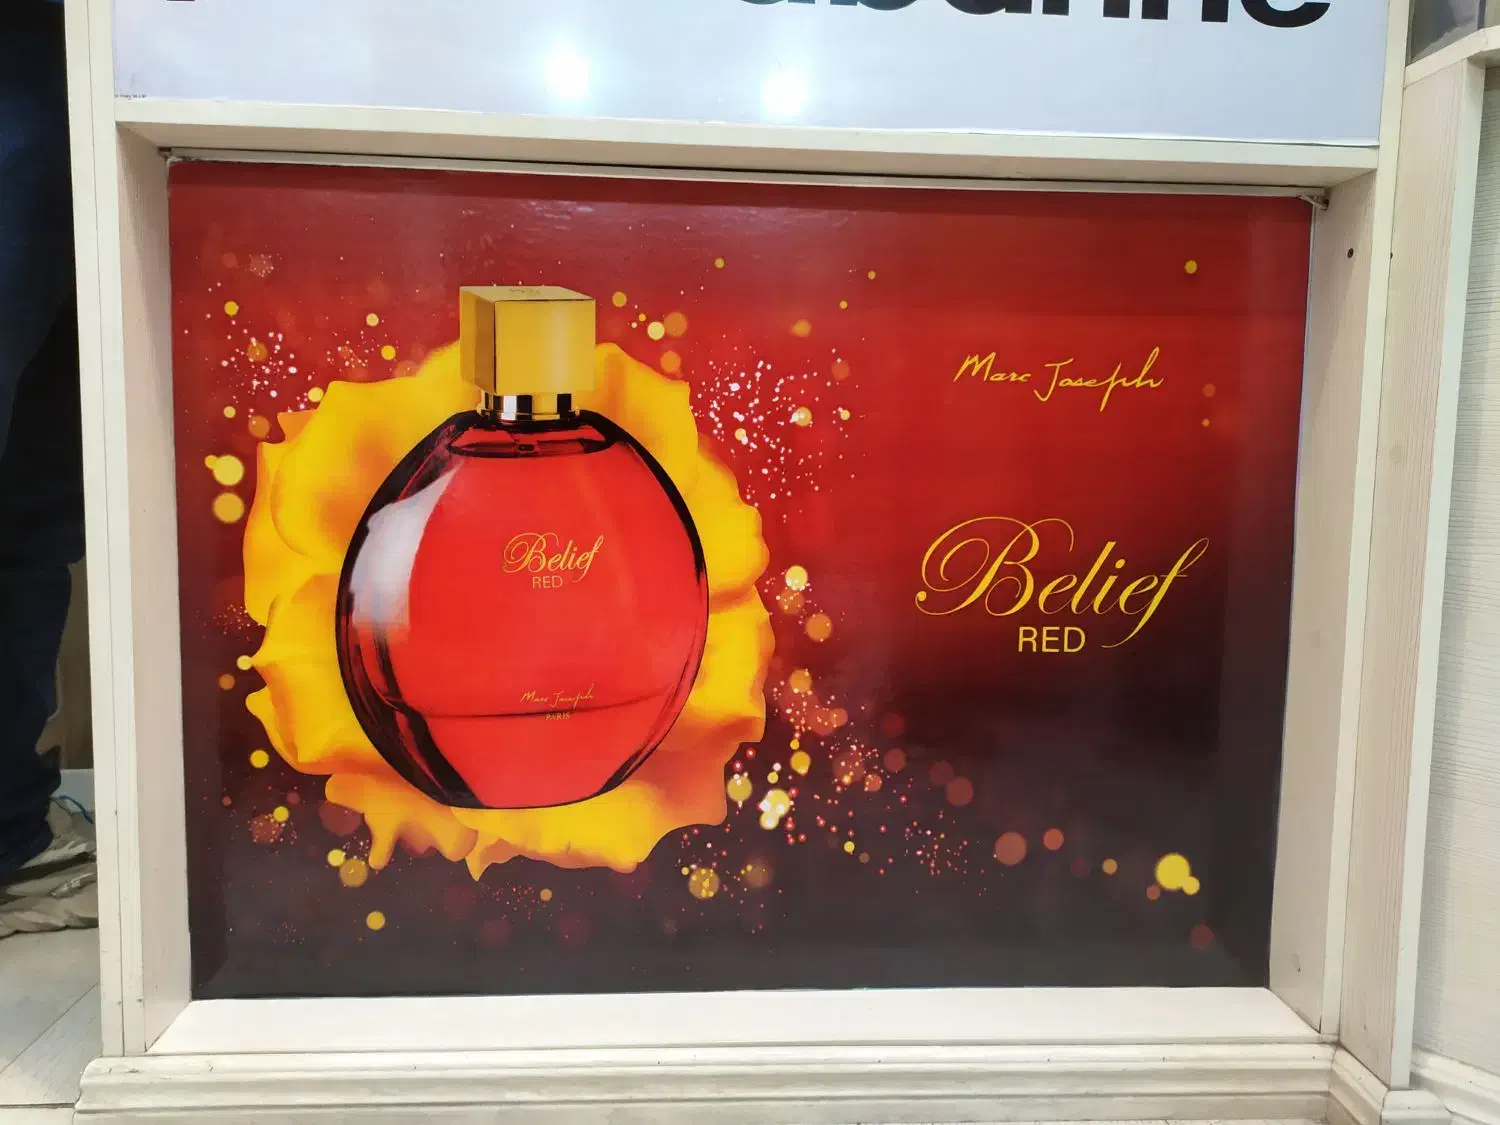 Marc Joseph
Belief
RED
Belief
RED
Marc Joseph
PARIS